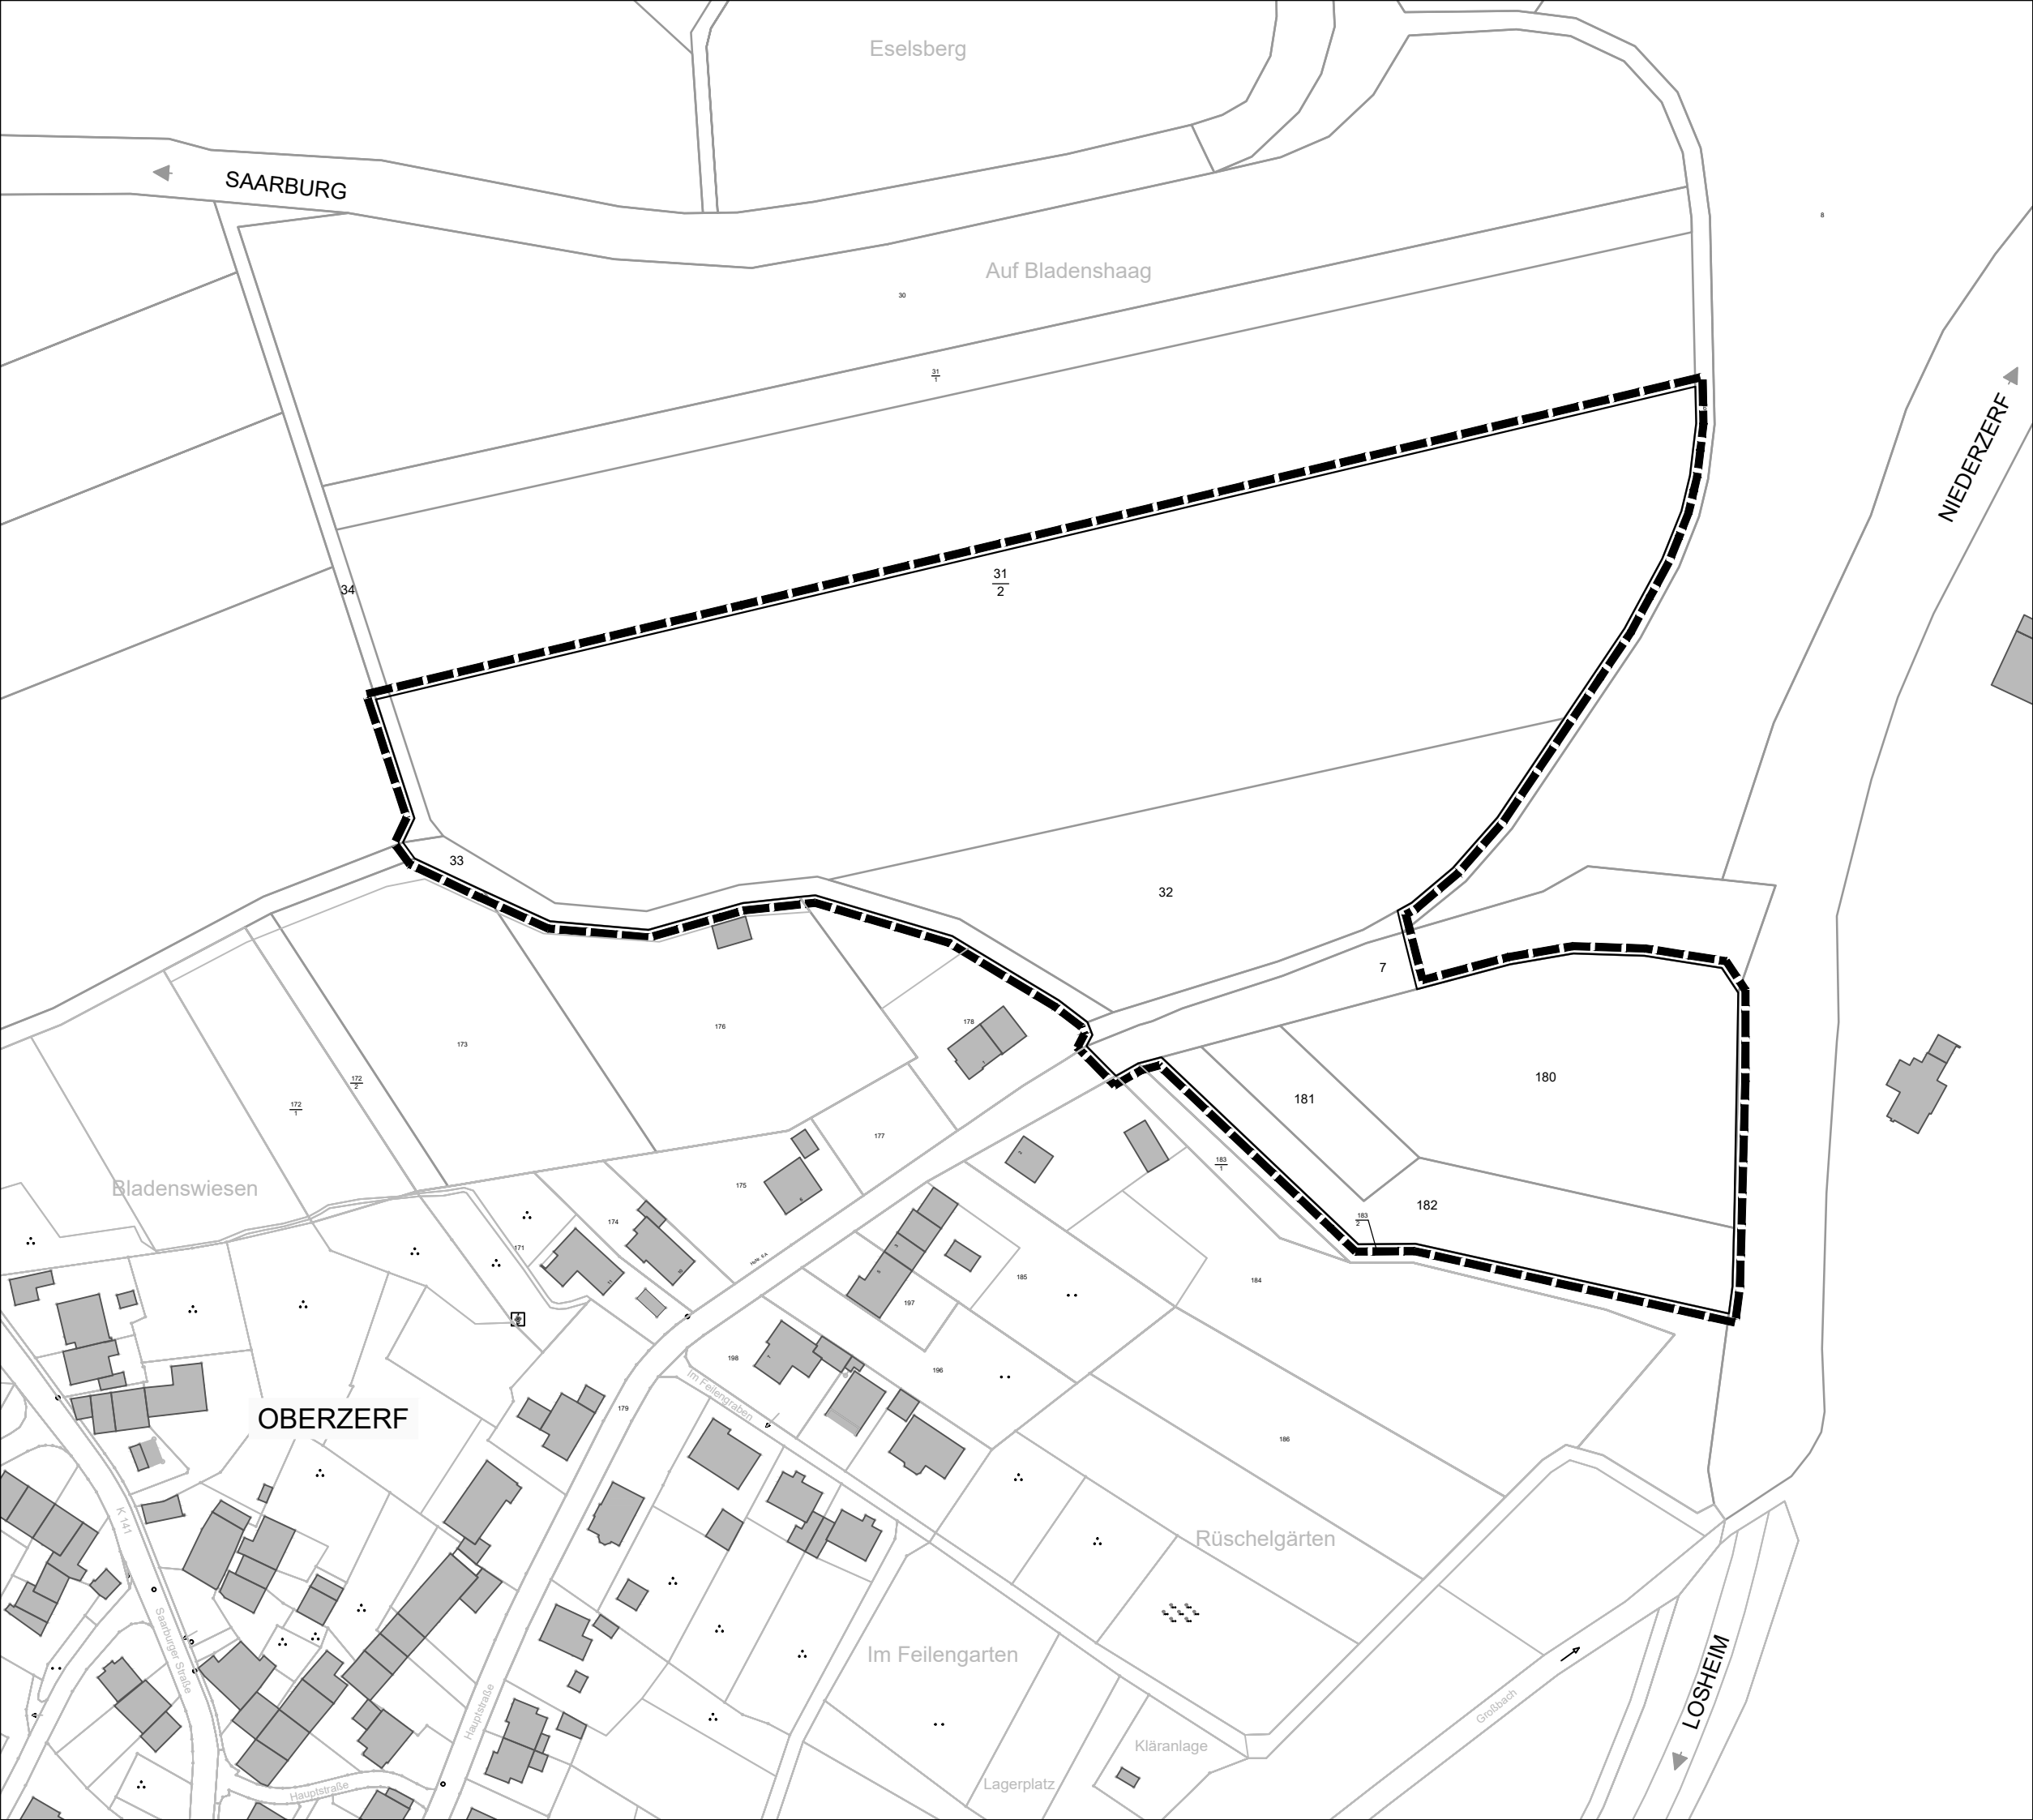 Eselsberg
SAARBURG
8
Auf Bladenshaag
30
31
1
NIEDERZERF
31
2
34
33
32
7
176
178
173
172
2
180
181
172
1
177
183
1
Bladenswiesen
175
182
174
183
2
171
184
185
197
198
196
Im Feilengraben
179
OBERZERF
186
K 141
Rüschelgärten
Saarburger Straße
Im Feilengarten
Hauptstraße
LOSHEIM
Großbach
Kläranlage
Lagerplatz
Hauptstraße